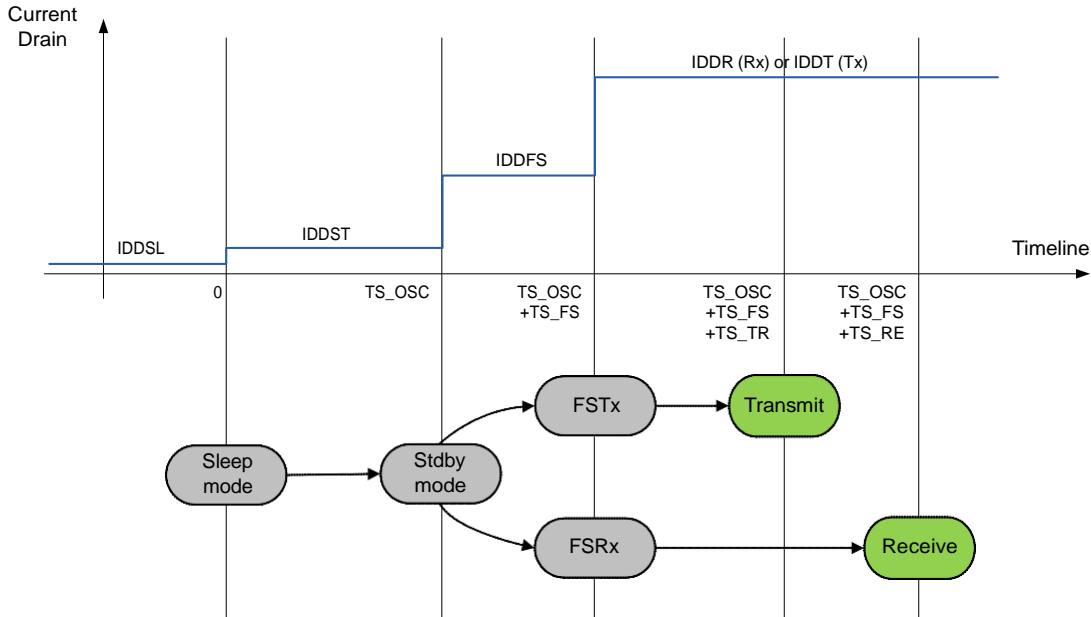 Current
Drain
IDDR (Rx) or IDDT (Tx)
IDDFS
IDDST
IDDSL
Timeline
0
TS_OSC
TS_OSC
+TS_FS
TS_OSC
+TS_FS
+TS_TR
TS_OSC
+TS_FS
+TS_RE
FSTx
Transmit
Sleep
mode
Stdby
mode
FSRx
Receive